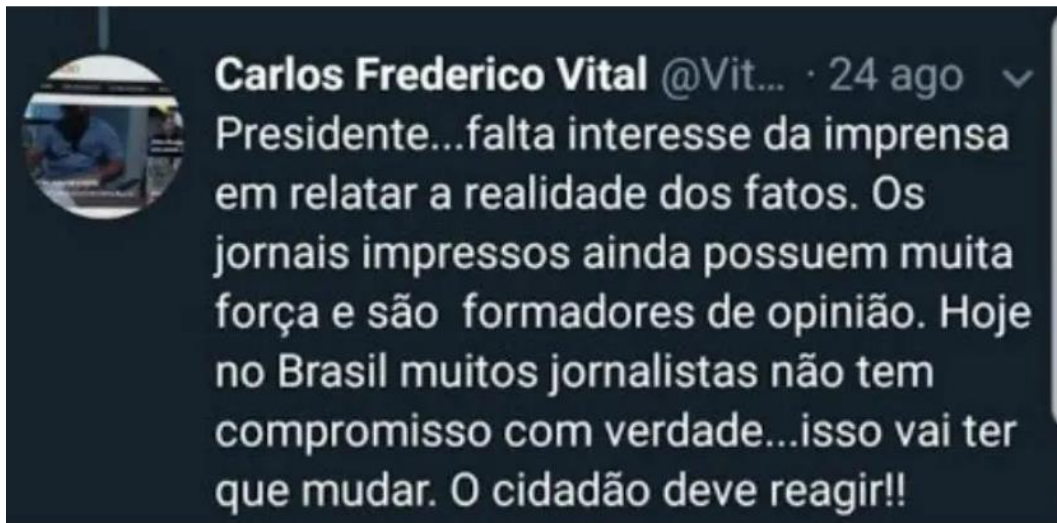 Carlos Frederico Vital @Vit... · 24 ago
Presidente...falta interesse da imprensa
em relatar a realidade dos fatos. Os
jornais impressos ainda possuem muita
força e são  formadores de opinião. Hoje
no Brasil muitos jornalistas não tem
compromisso com verdade...isso vai ter
que mudar. O cidadão deve reagir!!